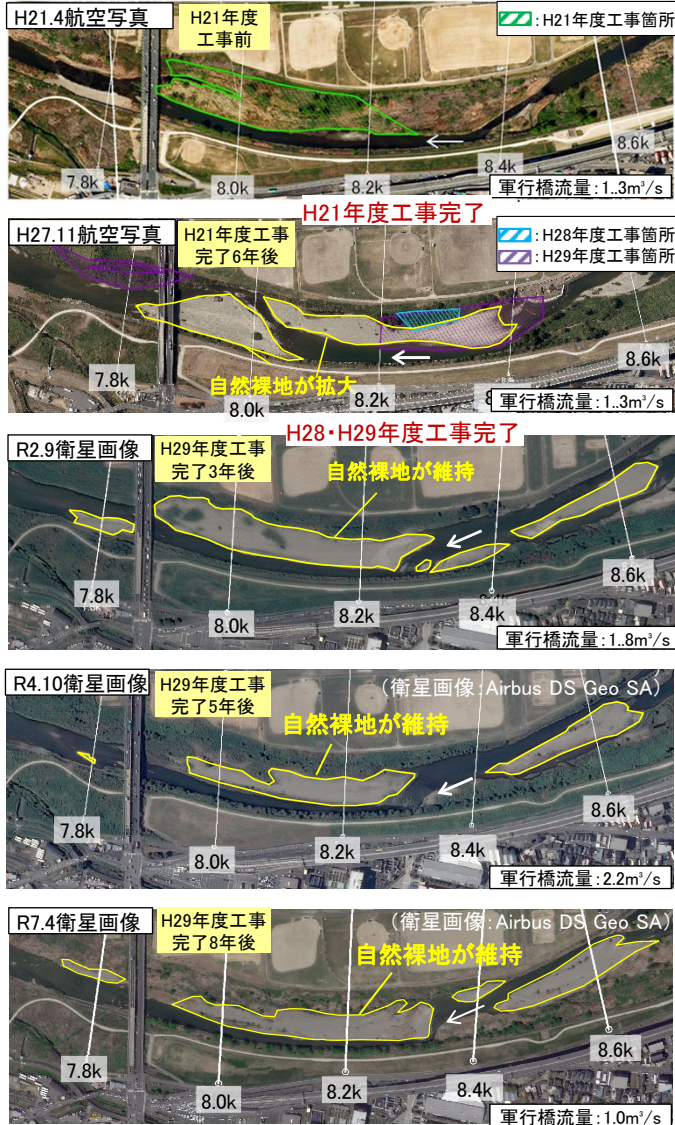 H21.4航空写真
H21年度
工事前
:H21年度工事箇所
7.8k
8.0k
8.2k
8.4k
8.6k
軍行橋流量:1..3m³/s
H21年度工事完了
H27.11航空写真
H21年度工事
完了6年後
:H28年度工事箇所
:H29年度工事箇所
自然裸地が拡大
7.8k
8.0k
8.2k
8.6k
軍行橋流量:1..3m³/s
H28・H29年度工事完了
R2.9衛星画像
H29年度工事
完了3年後
自然裸地が維持
7.8k
8.0k
8.2k
8.4k
8.6k
軍行橋流量:1..8m³/s
R4.10衛星画像
H29年度工事
完了5年後
(衛星画像:Airbus DS Geo SA)
自然裸地が維持
7.8k
8.0k
8.2k
8.4k
8.6k
軍行橋流量:2.2m³/s
R7.4衛星画像
H29年度工事
完了8年後
(衛星画像:Airbus DS Geo SA)
自然裸地が維持
7.8k
8.0k
8.2k
8.4k
8.6k
軍行橋流量:1.0m³/s